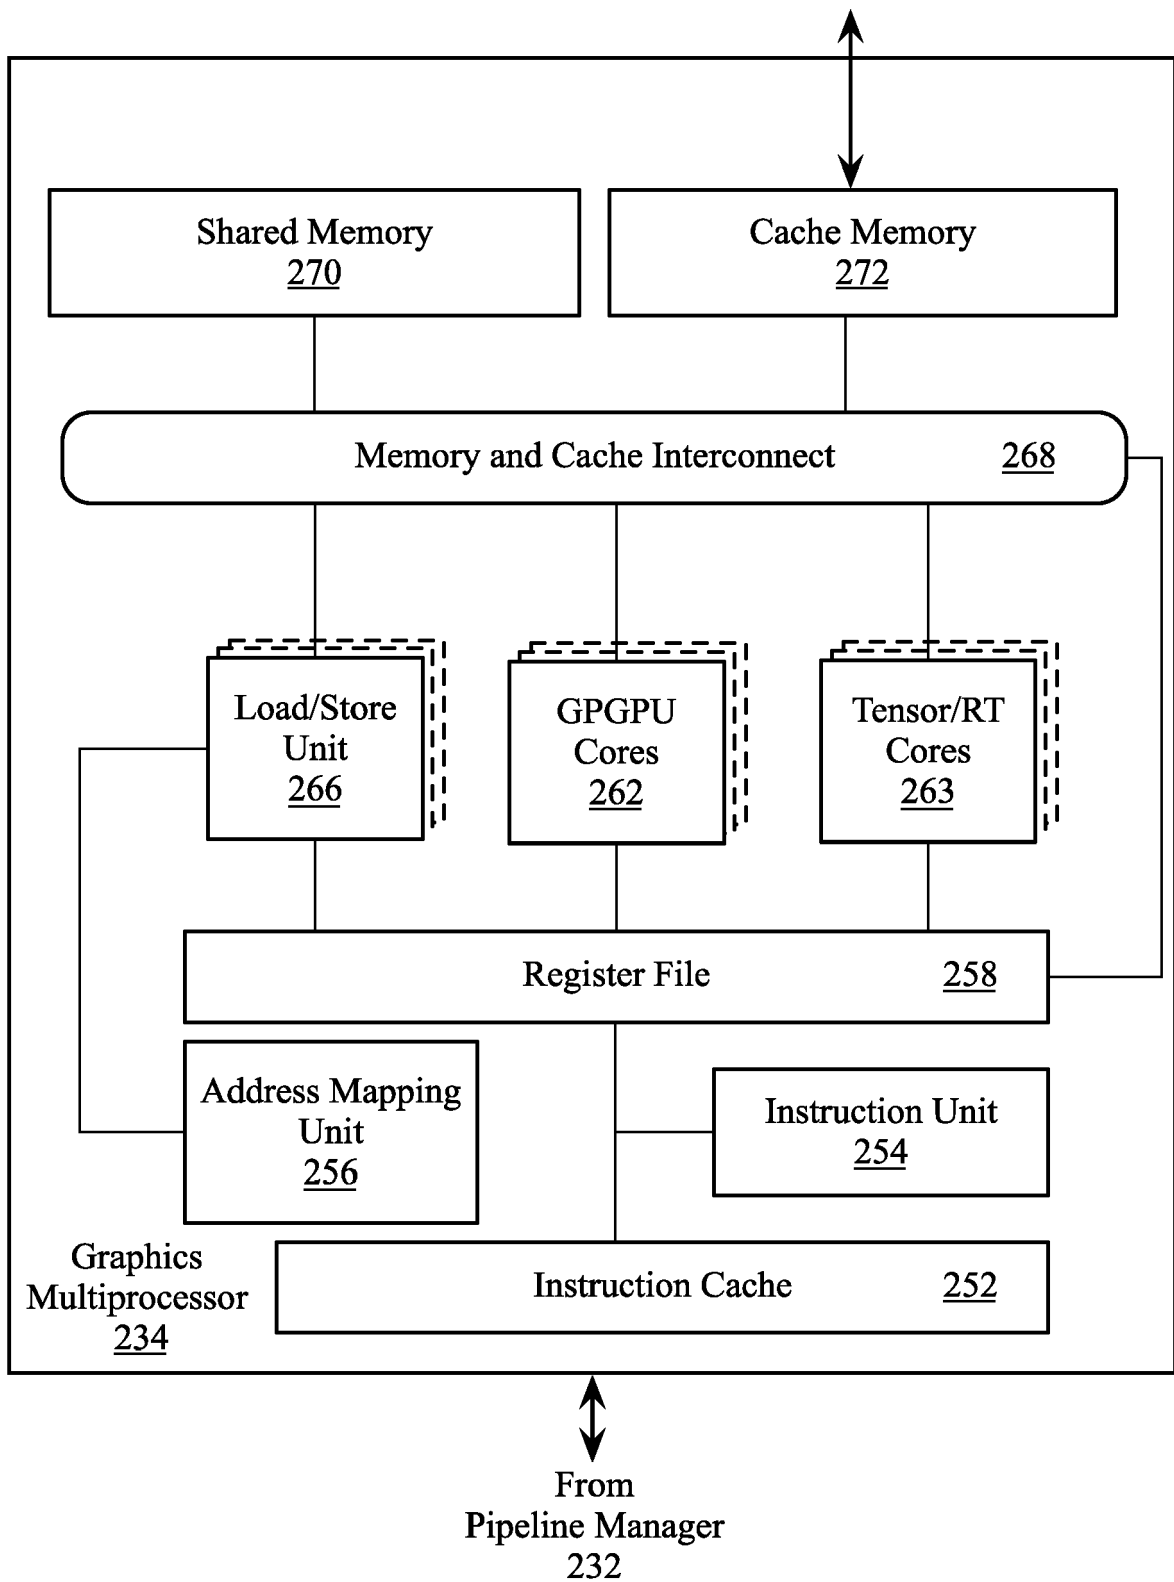 Shared Memory
270
Cache Memory
272
Memory and Cache Interconnect 268
Load/Store
Unit
266
GPGPU
Cores
262
Tensor/RT
Cores
263
Register File 258
Address Mapping
Unit
256
Instruction Unit
254
Graphics
Multiprocessor
234
Instruction Cache 252
From
Pipeline Manager
232